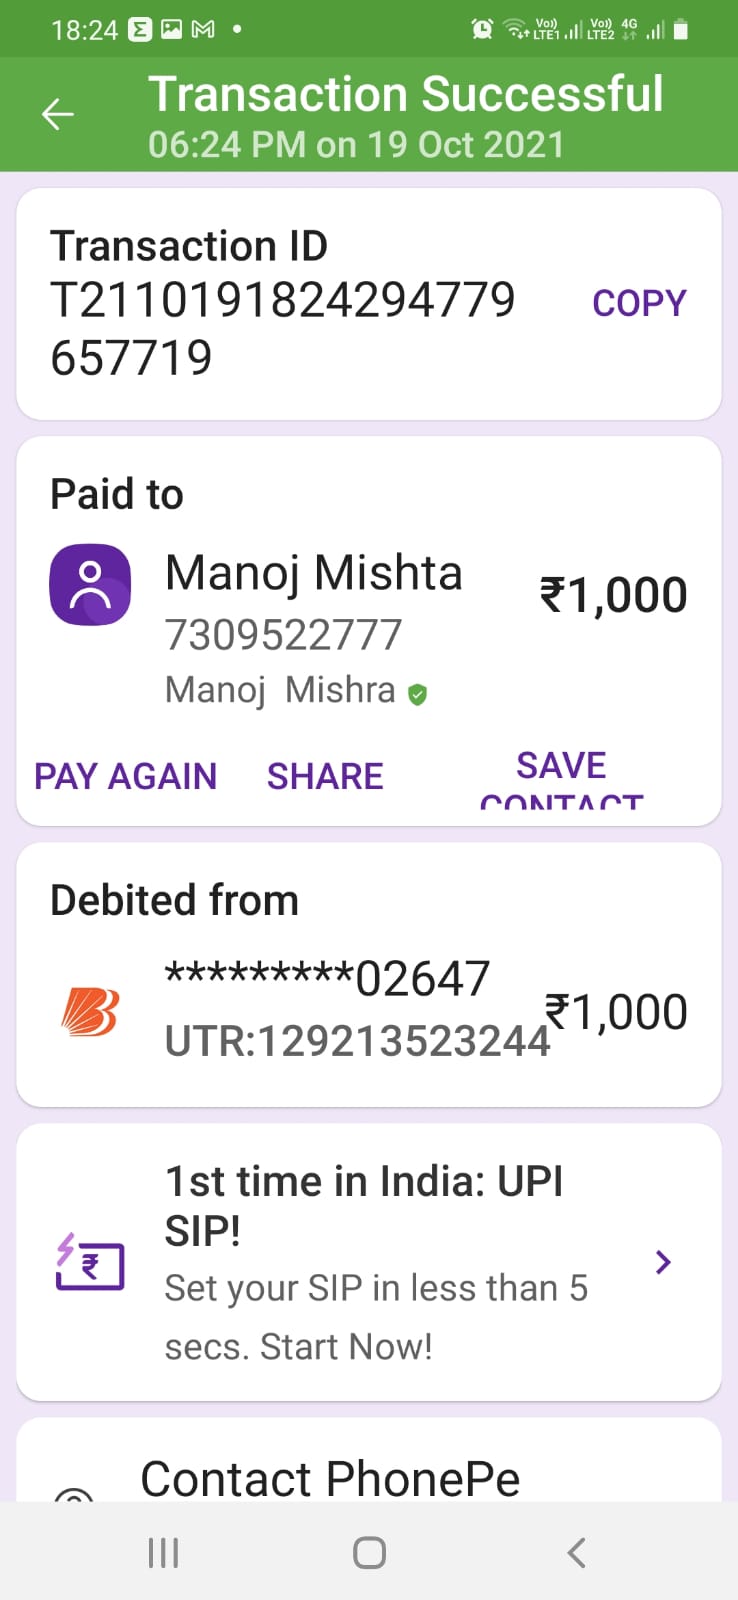 18:24
Vo) LTE1 Vo) LTE2 4G
Transaction Successful
06:24 PM on 19 Oct 2021
Transaction ID
T2110191824294779
657719
COPY
Paid to
Manoj Mishta
₹1,000
7309522777
Manoj Mishra
PAY AGAIN SHARE SAVE
CONTACT
Debited from
*********02647
₹1,000
UTR:129213523244
1st time in India: UPI
SIP!
Set your SIP in less than 5
secs. Start Now!
Contact PhonePe